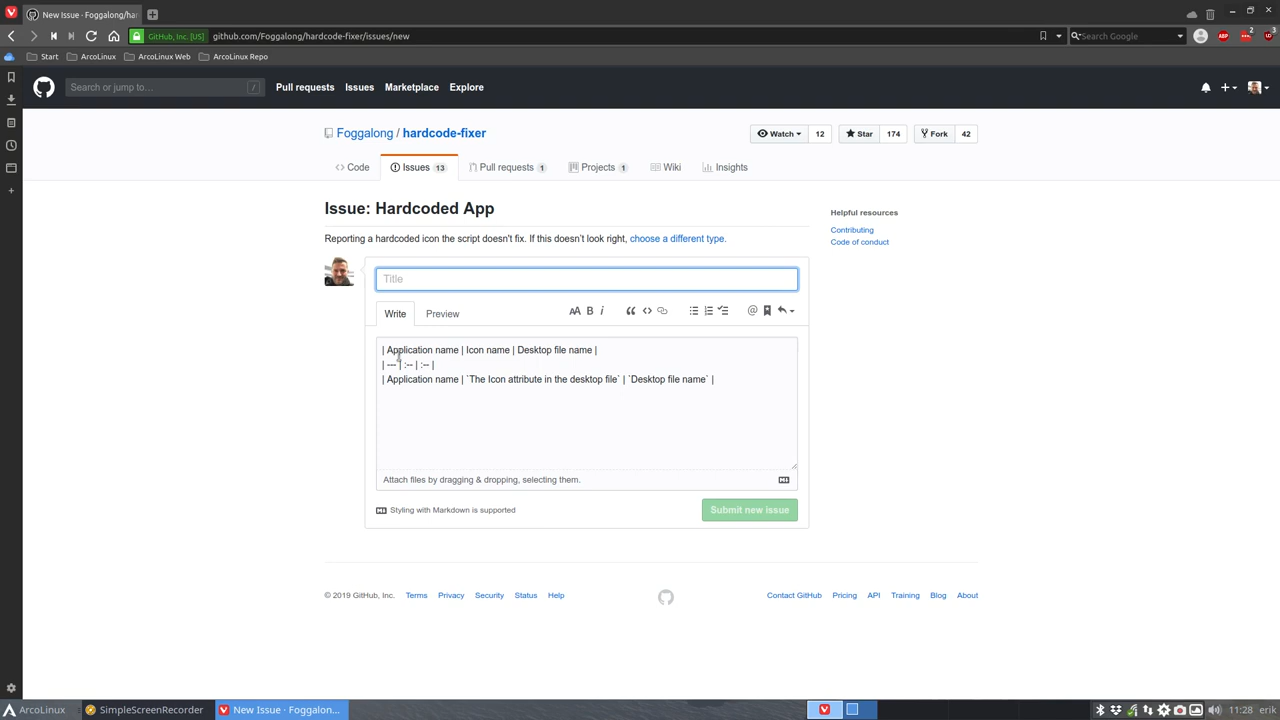 New Issue · Foggalong/har
GitHub, Inc. [US]
github.com/Foggalong/hardcode-fixer/issues/new
Search Google
ABP
2
3
Start
ArcoLinux
ArcoLinux Web
ArcoLinux Repo
Search or jump to…
/
Pull requests
Issues
Marketplace
Explore
Foggalong / hardcode-fixer
Watch
12
Star
174
Fork
42
Code
Issues 13
Pull requests 1
Projects 1
Wiki
Insights
Issue: Hardcoded App
Reporting a hardcoded icon the script doesn't fix. If this doesn't look right, choose a different type.
Helpful resources
Contributing
Code of conduct
Title
Write
Preview
AA B i
| Application name | Icon name | Desktop file name |
| --- | :-- | :-- |
| Application name | `The Icon attribute in the desktop file` | `Desktop file name` |
Attach files by dragging & dropping, selecting them.
Styling with Markdown is supported
Submit new issue
© 2019 GitHub, Inc.
Terms
Privacy
Security
Status
Help
Contact GitHub
Pricing
API
Training
Blog
About
ArcoLinux
SimpleScreenRecorder
New Issue · Foggalon...
11:28
erik